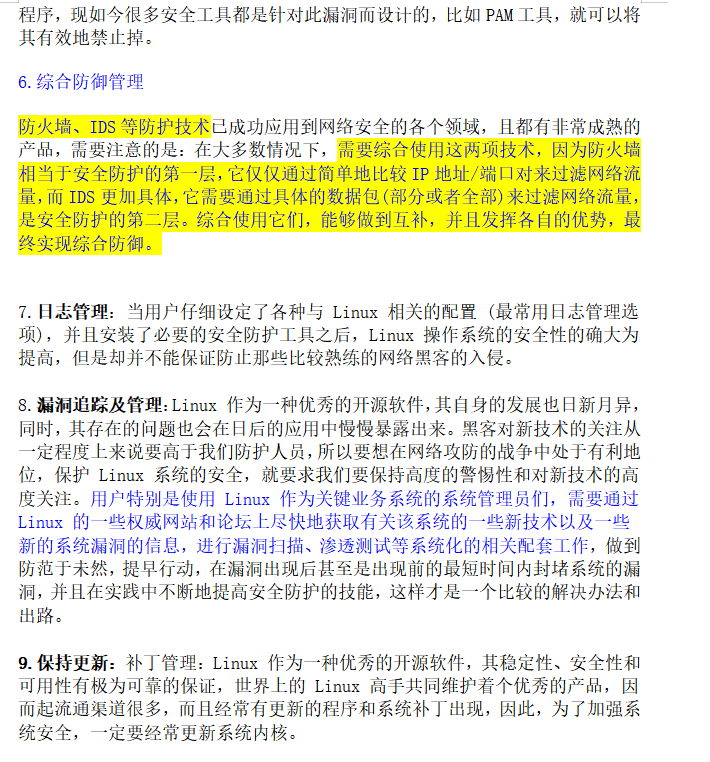 程序，现如今很多安全工具都是针对此漏洞而设计的，比如 PAM 工具，就可以将
其有效地禁止掉。
6.综合防御管理
防火墙、IDS 等防护技术已成功应用到网络安全的各个领域，且都有非常成熟的
产品，需要注意的是：在大多数情况下，需要综合使用这两项技术，因为防火墙
相当于安全防护的第一层，它仅仅通过简单地比较 IP 地址/端口对来过滤网络流
量，而 IDS 更加具体，它需要通过具体的数据包(部分或者全部)来过滤网络流量，
是安全防护的第二层。综合使用它们，能够做到互补，并且发挥各自的优势，最
终实现综合防御。
7.日志管理：当用户仔细设定了各种与 Linux 相关的配置 (最常用日志管理选
项)，并且安装了必要的安全防护工具之后，Linux 操作系统的安全性的确大为
提高，但是却并不能保证防止那些比较熟练的网络黑客的入侵。
8.漏洞追踪及管理:Linux 作为一种优秀的开源软件，其自身的发展也日新月异，
同时，其存在的问题也会在日后的应用中慢慢暴露出来。黑客对新技术的关注从
一定程度上来说要高于我们防护人员，所以要想在网络攻防的战争中处于有利地
位，保护 Linux 系统的安全，就要求我们要保持高度的警惕性和对新技术的高
度关注。用户特别是使用 Linux 作为关键业务系统的系统管理员们，需要通过
Linux 的一些权威网站和论坛上尽快地获取有关该系统的一些新技术以及一些
新的系统漏洞的信息，进行漏洞扫描、渗透测试等系统化的相关配套工作，做到
防范于未然，提早行动，在漏洞出现后甚至是出现前的最短时间内封堵系统的漏
洞，并且在实践中不断地提高安全防护的技能，这样才是一个比较的解决办法和
出路。
9.保持更新：补丁管理：Linux 作为一种优秀的开源软件，其稳定性、安全性和
可用性有极为可靠的保证，世界上的 Linux 高手共同维护着个优秀的产品，因
而起流通渠道很多，而且经常有更新的程序和系统补丁出现，因此，为了加强系
统安全，一定要经常更新系统内核。